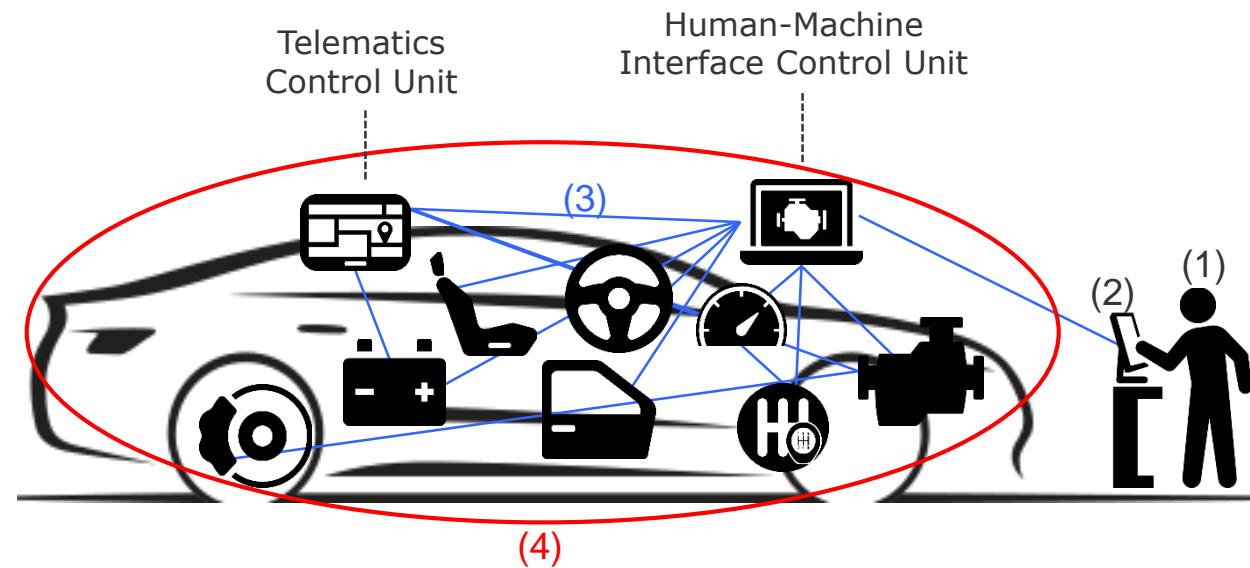 Telematics
Control Unit
Human-Machine
Interface Control Unit
(3)
(1)
(2)
(4)